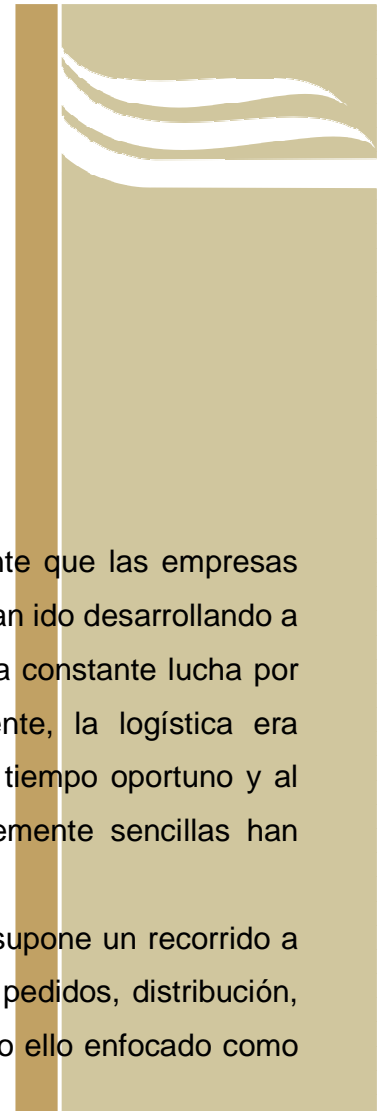 nte que las empresas
an ido desarrollando a
a constante lucha por
ente, la logística era
tiempo oportuno y al
emente sencillas han
supone un recorrido a
pedidos, distribución,
o ello enfocado como